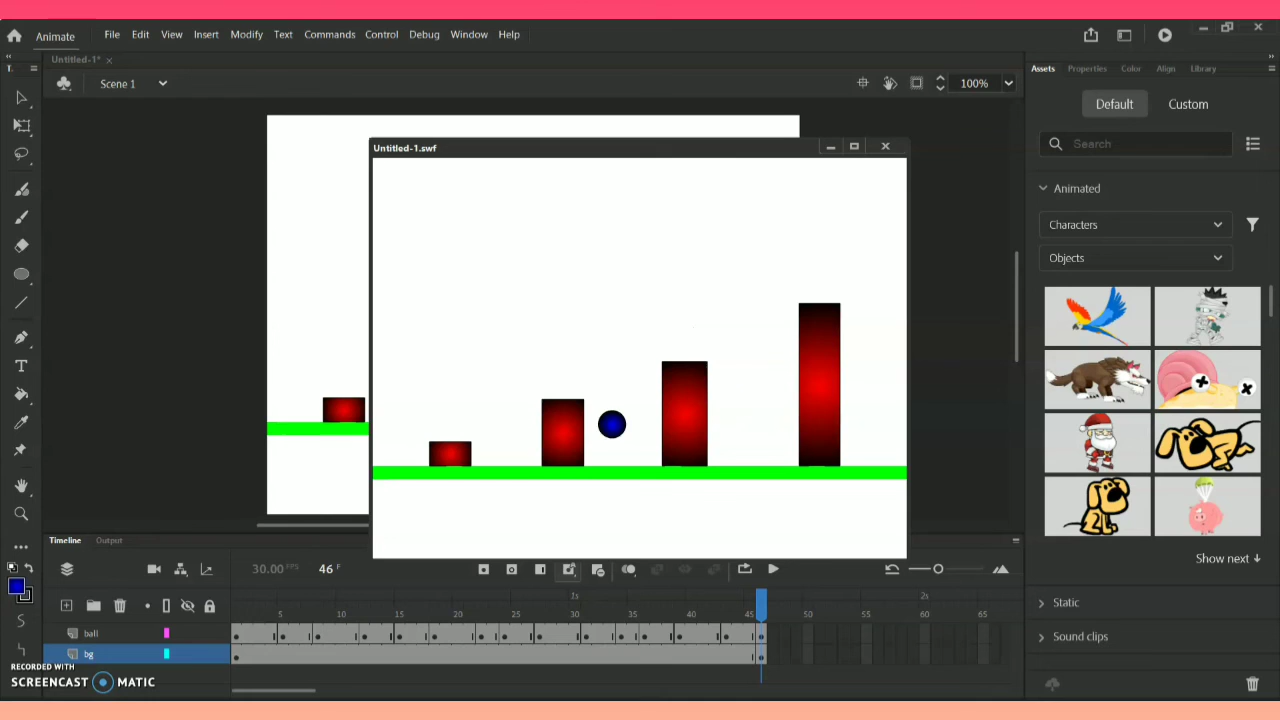 Animate
File Edit View Insert Modify Commands Text Control Debug Window Help
Untitled-1*
Scene 1
100%
Assets Properties Color Align Library
Default Custom
Search
Animated
Characters
Objects
Show next
Static
Sound clips
Untitled-1.swf
Timeline Output
30.00 FPS 46 F
1s 2s
5 10 15 20 25 30 35 40 45 50 55 60 65
ball
bg
RECORDED WITH
SCREENCAST MATIC